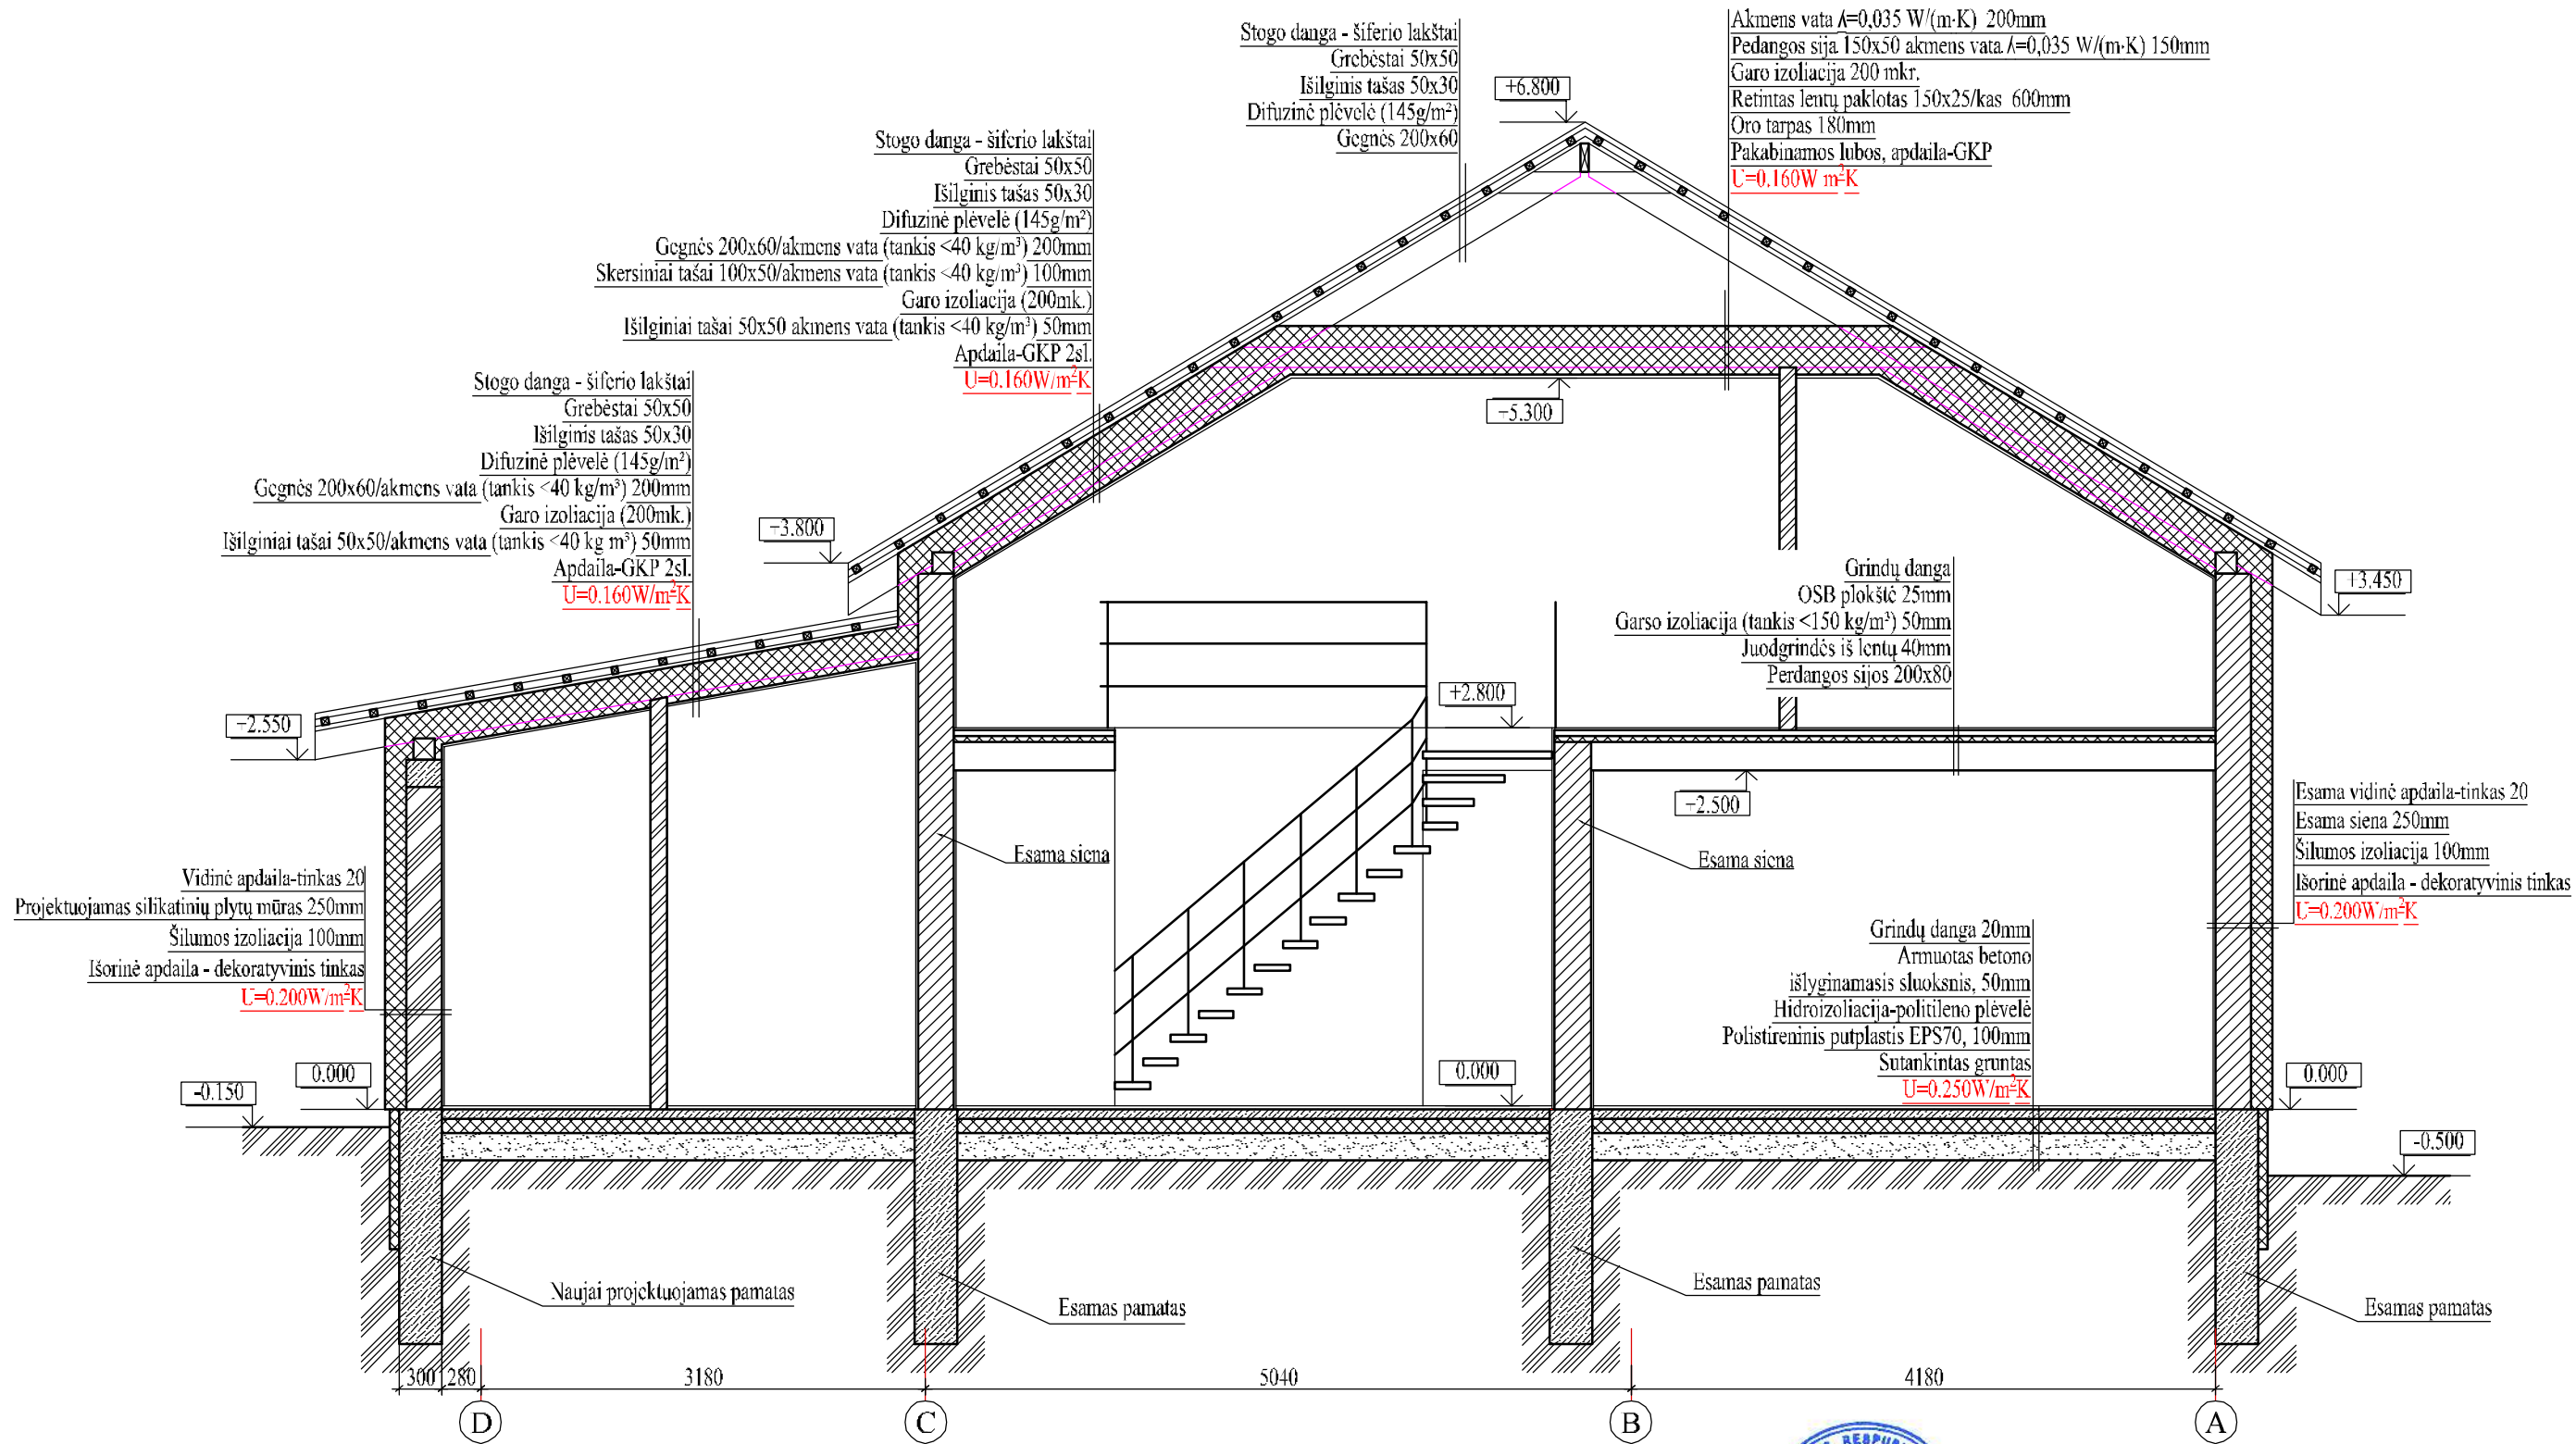 Stogo danga - šiferio lakštai
Grebėstai 50x50
Išilginis tašas 50x30
Difuzinė plėvelė (145g/m²)
Gegnės 200x60
Akmens vata λ=0,035 W/(m·K) 200mm
Pedangos sija 150x50 akmens vata λ=0,035 W/(m·K) 150mm
Garo izoliacija 200 mkr.
Retintas lentų paklotas 150x25/kas 600mm
Oro tarpas 180mm
Pakabinamos lubos, apdaila-GKP
U=0.160W m²K
+6.800
Stogo danga - šiferio lakštai
Grebėstai 50x50
Išilginis tašas 50x30
Difuzinė plėvelė (145g/m²)
Gegnės 200x60/akmens vata (tankis <40 kg/m³) 200mm
Skersiniai tašai 100x50/akmens vata (tankis <40 kg/m³) 100mm
Garo izoliacija (200mk.)
Išilginiai tašai 50x50 akmens vata (tankis <40 kg/m³) 50mm
Apdaila-GKP 2sl.
U=0.160W/m²K
Stogo danga - šiferio lakštai
Grebėstai 50x50
Išilginis tašas 50x30
Difuzinė plėvelė (145g/m²)
Gegnės 200x60/akmens vata (tankis <40 kg/m³) 200mm
Garo izoliacija (200mk.)
Išilginiai tašai 50x50/akmens vata (tankis <40 kg m³) 50mm
Apdaila-GKP 2sl.
U=0.160W/m²K
+5.300
+3.800
+3.450
Grindų danga
OSB plokštė 25mm
Garso izoliacija (tankis <150 kg/m³) 50mm
Juodgrindės iš lentų 40mm
Perdangos sijos 200x80
+2.800
+2.550
+2.500
Esama siena
Esama siena
Esama vidinė apdaila-tinkas 20
Esama siena 250mm
Šilumos izoliacija 100mm
Išorinė apdaila - dekoratyvinis tinkas
U=0.200W/m²K
Vidinė apdaila-tinkas 20
Projektuojamas silikatinių plytų mūras 250mm
Šilumos izoliacija 100mm
Išorinė apdaila - dekoratyvinis tinkas
U=0.200W/m²K
Grindų danga 20mm
Armuotas betono
išlyginamasis sluoksnis, 50mm
Hidroizoliacija-politileno plėvelė
Polistireninis putplastis EPS70, 100mm
Sutankintas gruntas
U=0.250W/m²K
0.000
0.000
0.000
-0.150
-0.500
Naujai projektuojamas pamatas
Esamas pamatas
Esamas pamatas
Esamas pamatas
300 280 3180 5040 4180
D C B A